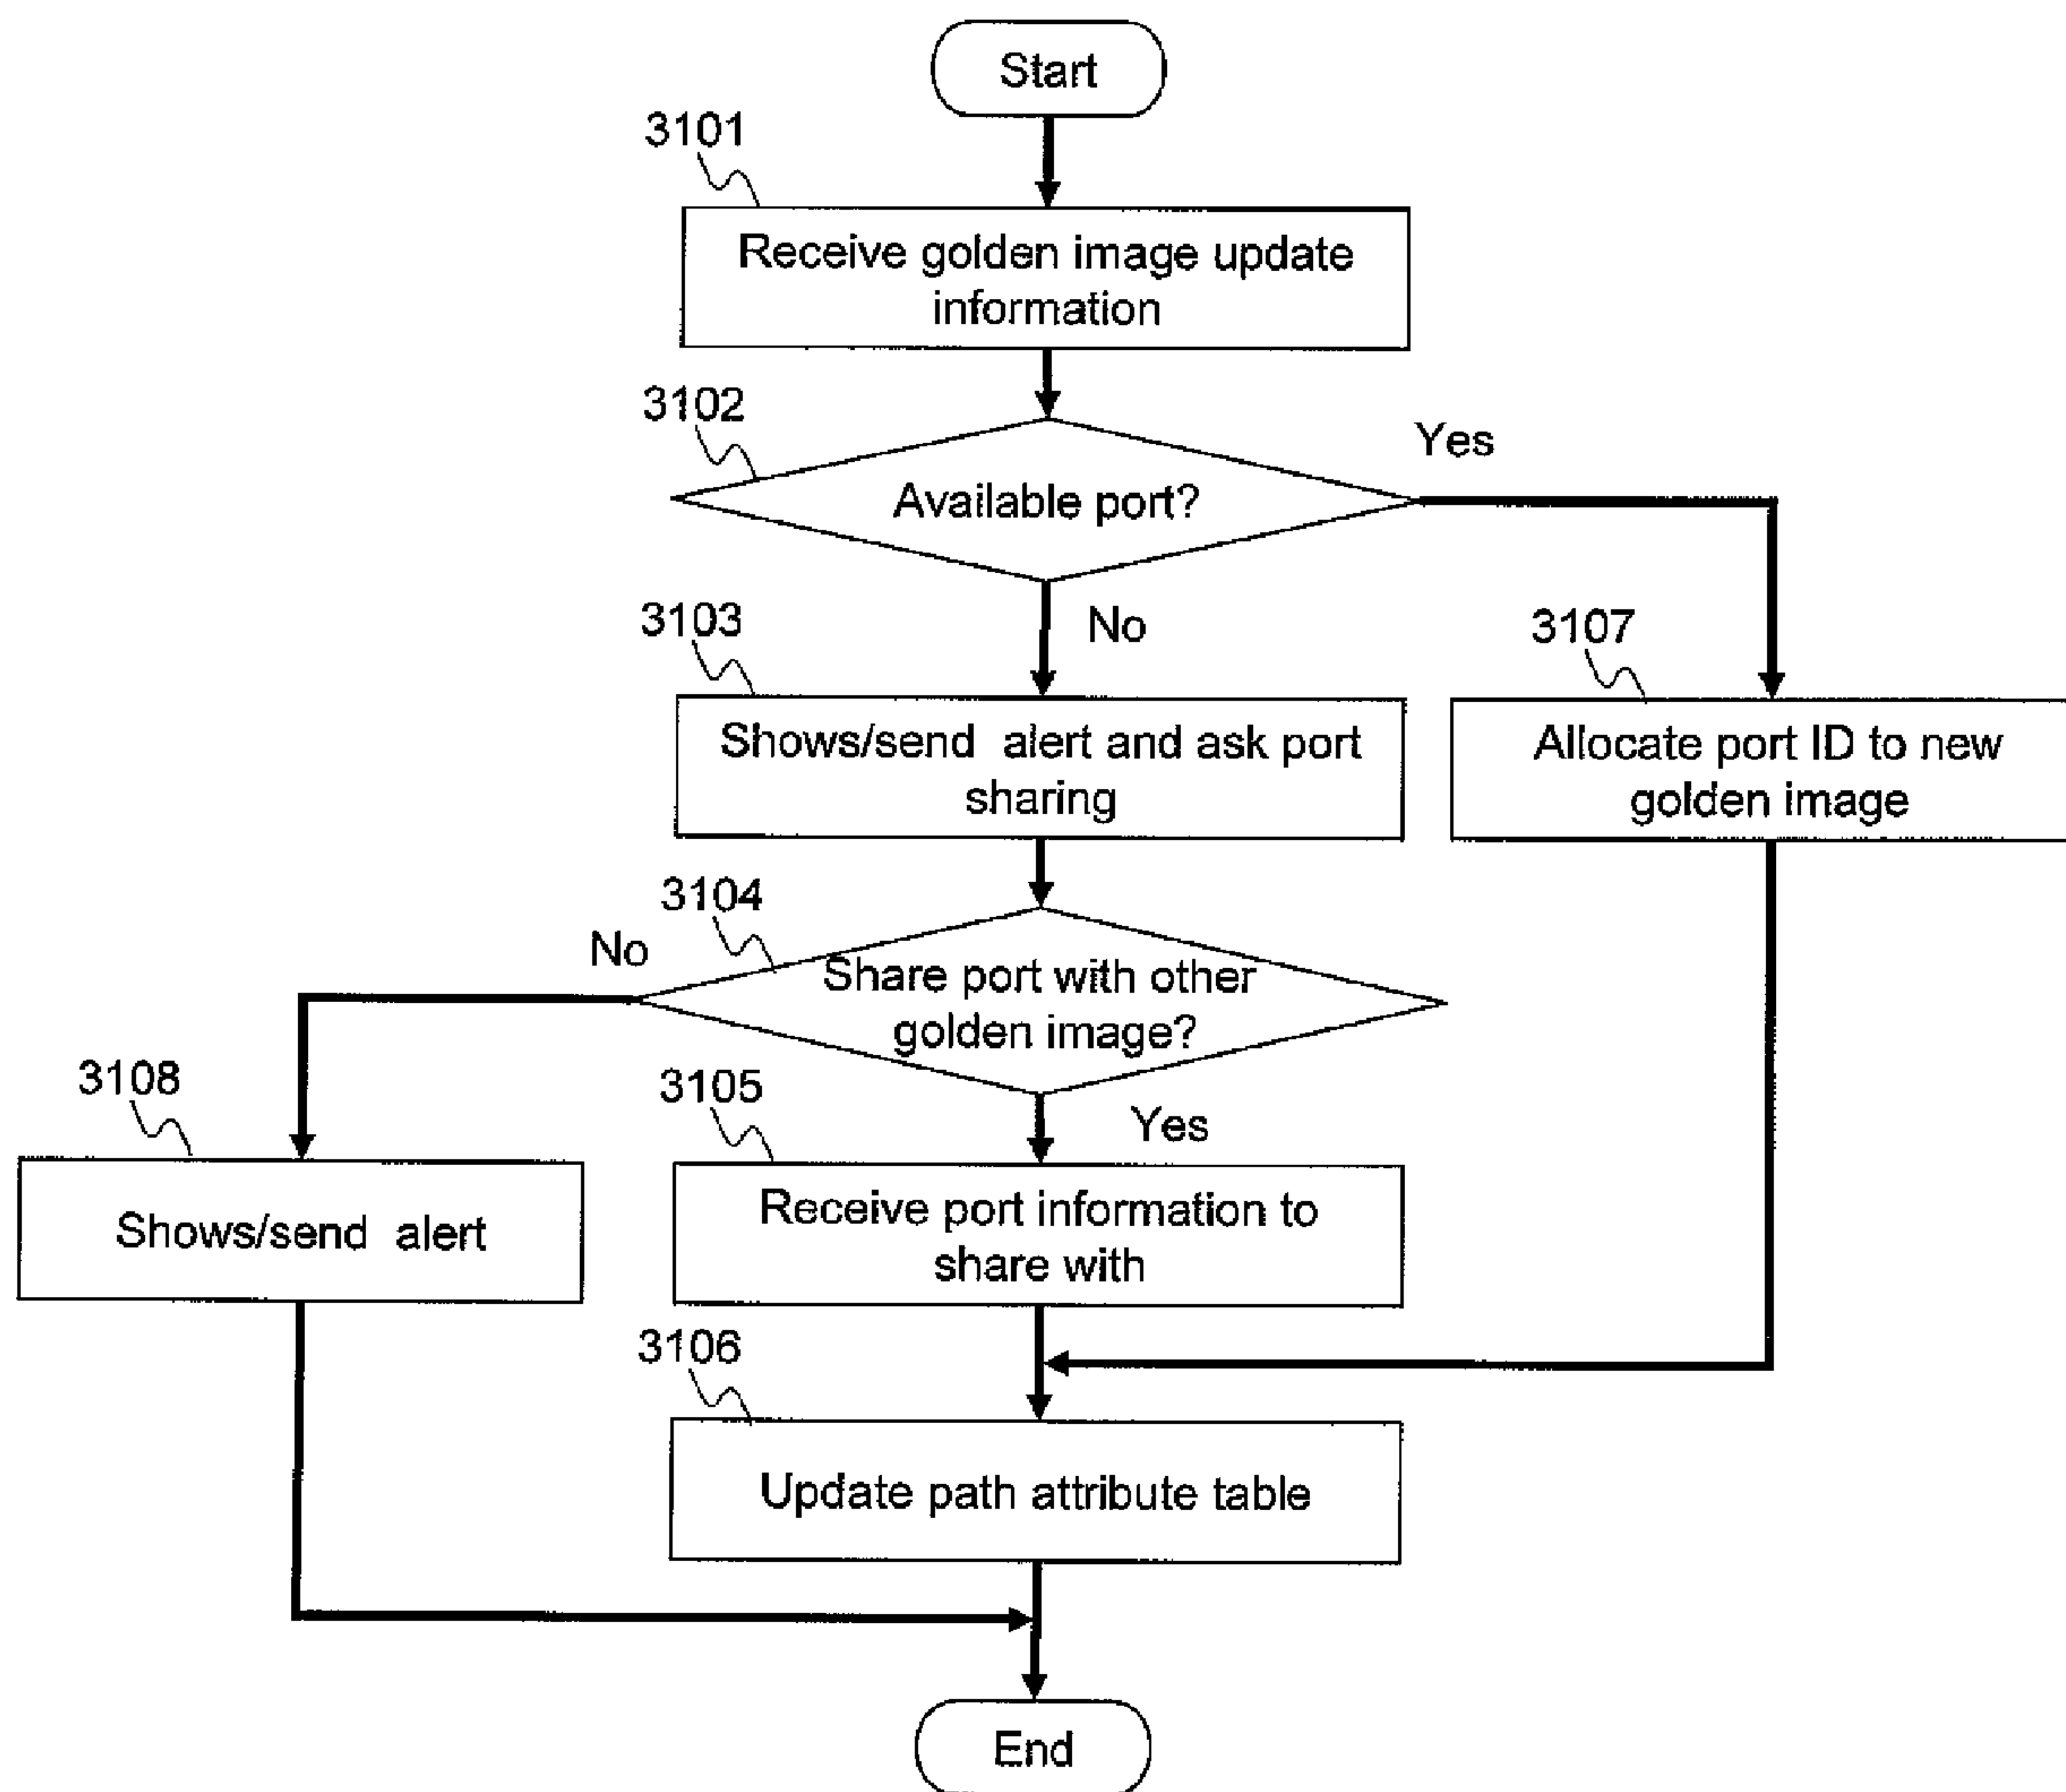 Start
3101
Receive golden image update
information
3102
Yes
Available port?
No
3103
3107
Shows/send alert and ask port
sharing
Allocate port ID to new
golden image
3104
No
Share port with other
golden image?
3108
3105
Yes
Shows/send alert
Receive port information to
share with
3106
Update path attribute table
End